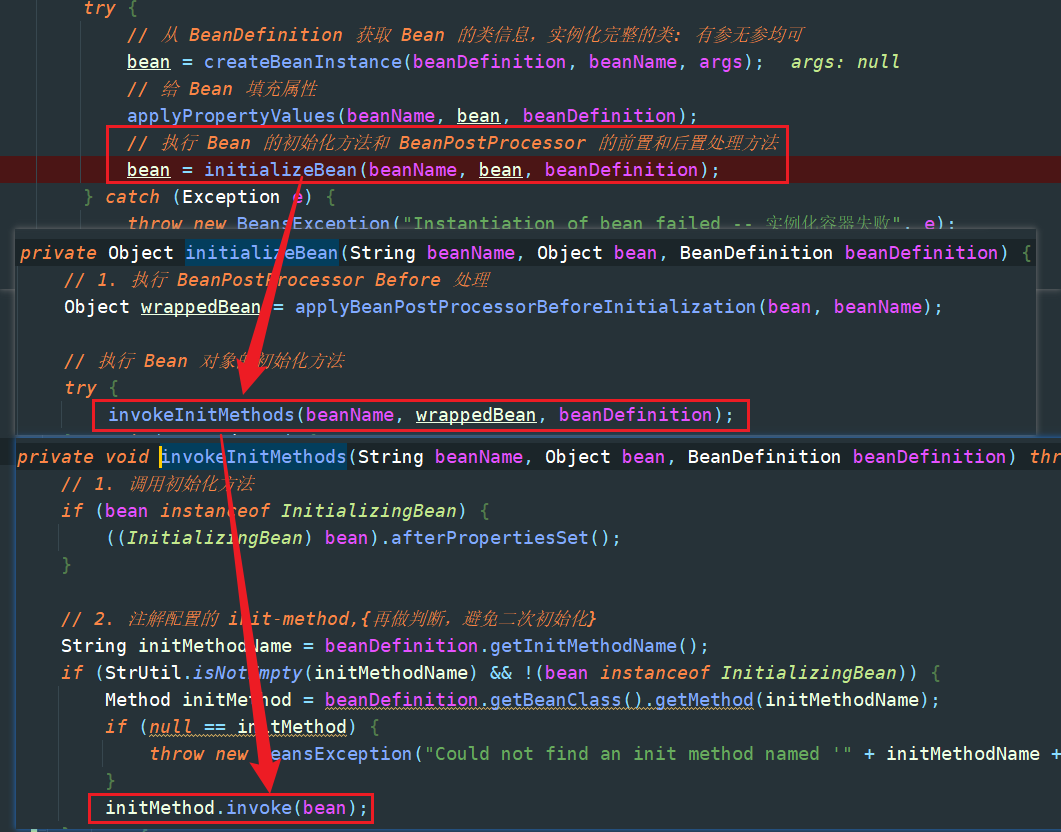 try {
// 从 BeanDefinition 获取 Bean 的类信息，实例化完整的类: 有参无参均可
bean = createBeanInstance(beanDefinition, beanName, args); args: null
// 给 Bean 填充属性
applyPropertyValues(beanName, bean, beanDefinition);
// 执行 Bean 的初始化方法和 BeanPostProcessor 的前置和后置处理方法
bean = initializeBean(beanName, bean, beanDefinition);
} catch (Exception e) {
throw new BeansException("Instantiation of bean failed -- 实例化容器失败", e);
private Object initializeBean(String beanName, Object bean, BeanDefinition beanDefinition) {
// 1. 执行 BeanPostProcessor Before 处理
Object wrappedBean = applyBeanPostProcessorBeforeInitialization(bean, beanName);
// 执行 Bean 对象的初始化方法
try {
invokeInitMethods(beanName, wrappedBean, beanDefinition);
private void invokeInitMethods(String beanName, Object bean, BeanDefinition beanDefinition) thr
// 1. 调用初始化方法
if (bean instanceof InitializingBean) {
((InitializingBean) bean).afterPropertiesSet();
}
// 2. 注解配置的 init-method,{再做判断，避免二次初始化}
String initMethodName = beanDefinition.getInitMethodName();
if (StrUtil.isNotEmpty(initMethodName) && !(bean instanceof InitializingBean)) {
Method initMethod = beanDefinition.getBeanClass().getMethod(initMethodName);
if (null == initMethod) {
throw new BeansException("Could not find an init method named '" + initMethodName +
}
initMethod.invoke(bean);